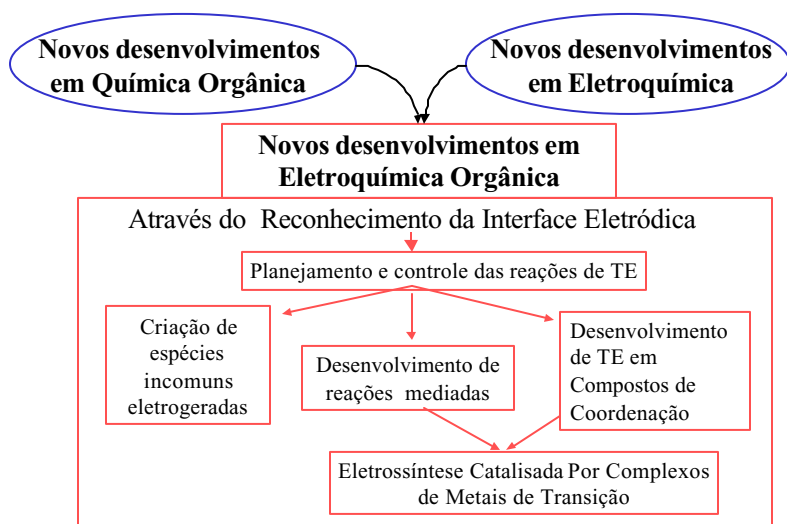 Novos desenvolvimentos
em Química Orgânica
Novos desenvolvimentos
em Eletroquímica
Novos desenvolvimentos em
Eletroquímica Orgânica
Através do Reconhecimento da Interface Eletródica
Planejamento e controle das reações de TE
Criação de
espécies
incomuns
eletrogeradas
Desenvolvimento de
reações mediadas
Desenvolvimento
de TE em
Compostos de
Coordenação
Eletrossíntese Catalisada Por Complexos
de Metais de Transição